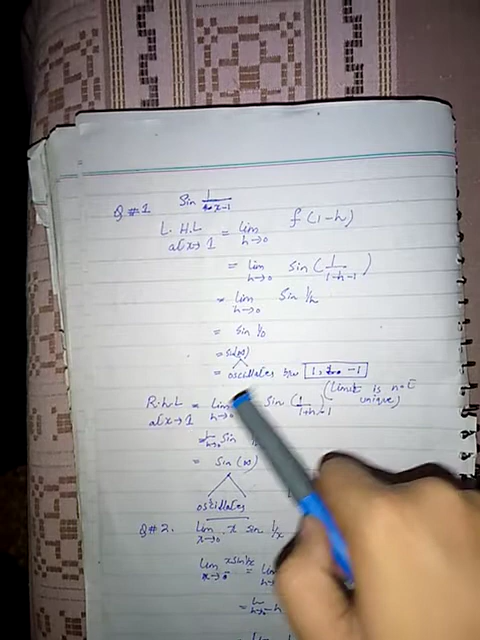 Q #1 Sin 1/x-1
L.H.L at x→1 = lim h→0 f(1-h)
= lim h→0 Sin (1/1-h-1)
= lim h→0 Sin 1/h
= Sin 1/0
= Sin(∞)
= oscillates b/w 1, -1
(Limit is not unique)
R.h.L at x→1 = lim h→0 Sin (1/1+h-1)
= h→0 Sin
= Sin (∞)
oscillates
Q #2. lim x→0 x Sin 1/x
lim x→0 x sin 1/x =
=